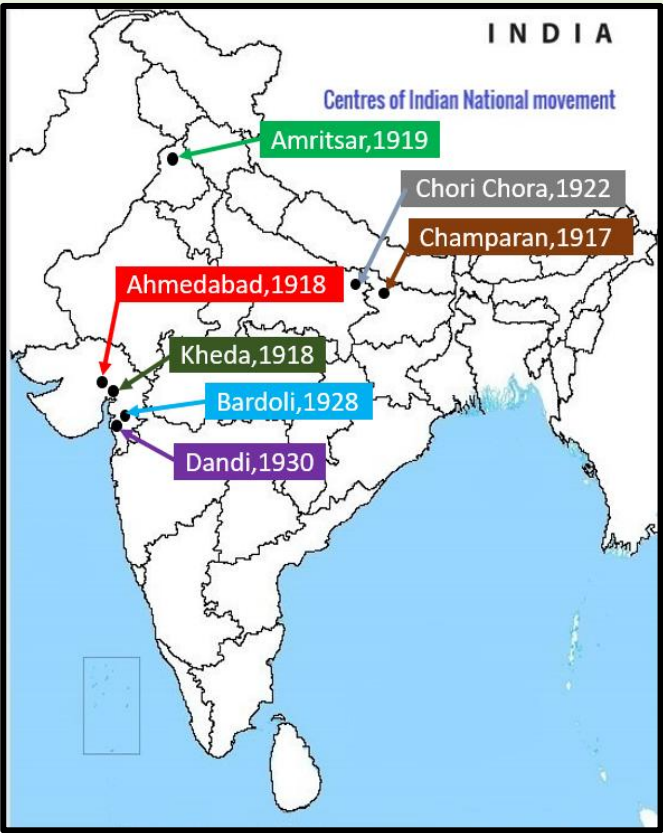 INDIA
Centres of Indian National movement
Amritsar,1919
Chori Chora,1922
Champaran,1917
Ahmedabad,1918
Kheda,1918
Bardoli,1928
Dandi,1930